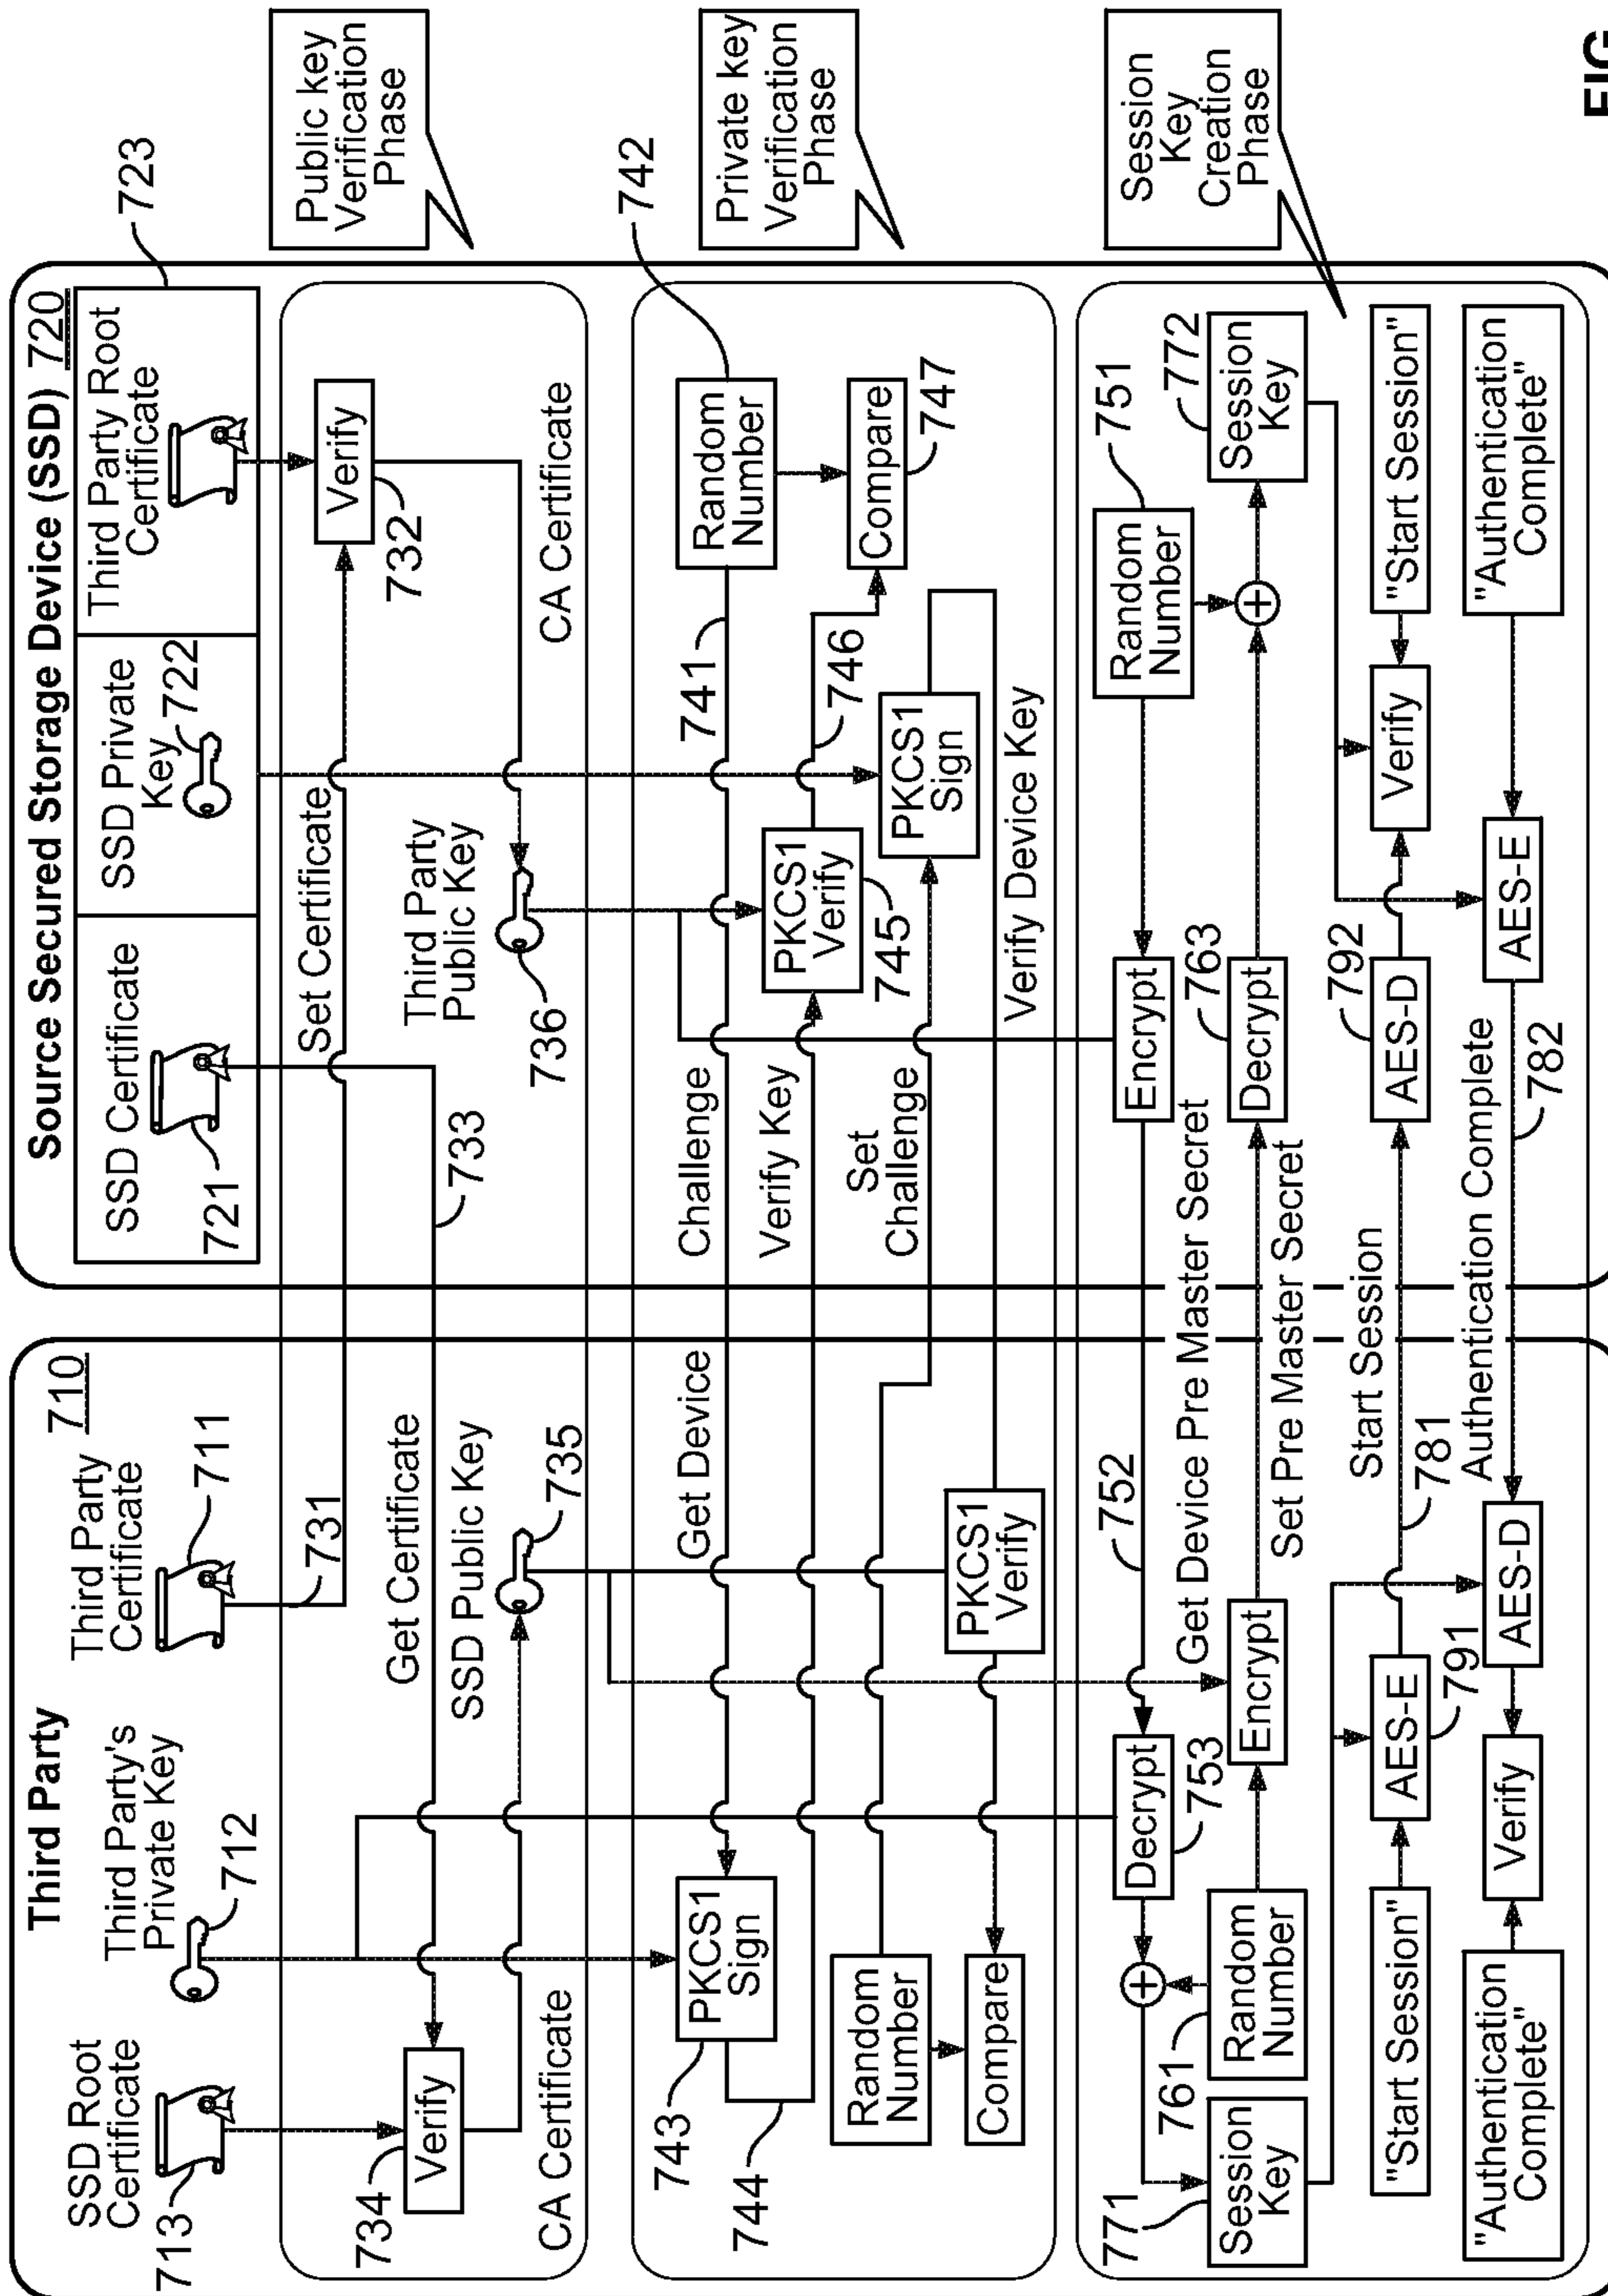 Third Party
710
SSD Root
Certificate
713
Third Party's
Private Key
712
Third Party
Certificate
711
731
Source Secured Storage Device (SSD) 720
SSD Certificate
721
SSD Private
Key
722
Third Party Root
Certificate
723
Public key
Verification
Phase
Verify
734
CA Certificate
Get Certificate
SSD Public Key
735
Set Certificate
733
Verify
732
CA Certificate
Third Party
Public Key
736
Private key
Verification
Phase
PKCS1
Sign
743
744
Get Device
Challenge
741
Random
Number
742
Verify Key
PKCS1
Verify
745
746
Compare
747
Random
Number
Compare
Set
Challenge
PKCS1
Sign
PKCS1
Verify
Verify Device Key
Session
Key
Creation
Phase
Decrypt
753
752
Get Device Pre Master Secret
Encrypt
Random
Number
751
Session
Key
771
761
Random
Number
Encrypt
Set Pre Master Secret
Decrypt
763
Session
Key
772
"Start Session"
AES-E
791
Start Session
781
AES-D
792
Verify
"Start Session"
"Authentication
Complete"
Verify
AES-D
Authentication Complete
782
AES-E
"Authentication
Complete"
FIG